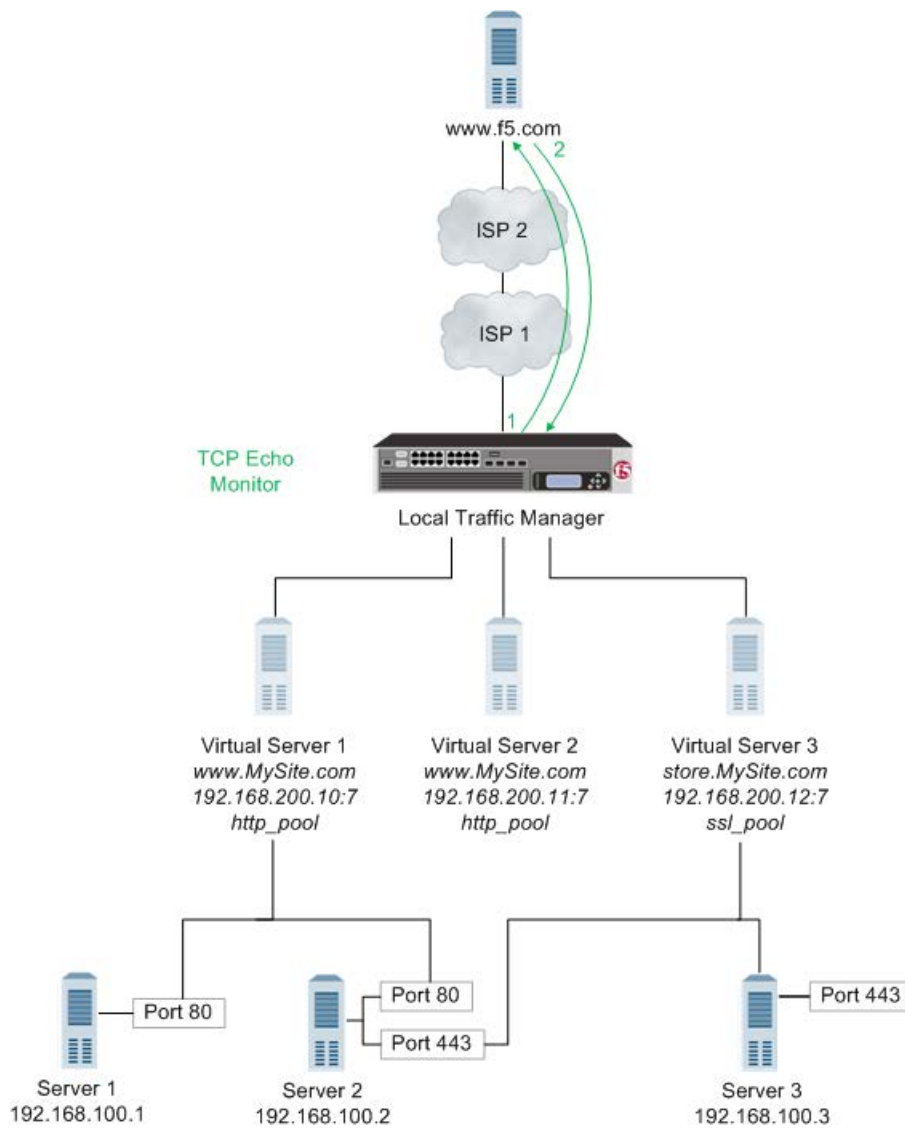 www.f5.com
2
ISP 2
ISP 1
1
TCP Echo
Monitor
f5
Local Traffic Manager
Virtual Server 1
www.MySite.com
192.168.200.10:7
http_pool
Virtual Server 2
www.MySite.com
192.168.200.11:7
http_pool
Virtual Server 3
store.MySite.com
192.168.200.12:7
ssl_pool
Port 80
Port 80
Port 443
Port 443
Server 1
192.168.100.1
Server 2
192.168.100.2
Server 3
192.168.100.3